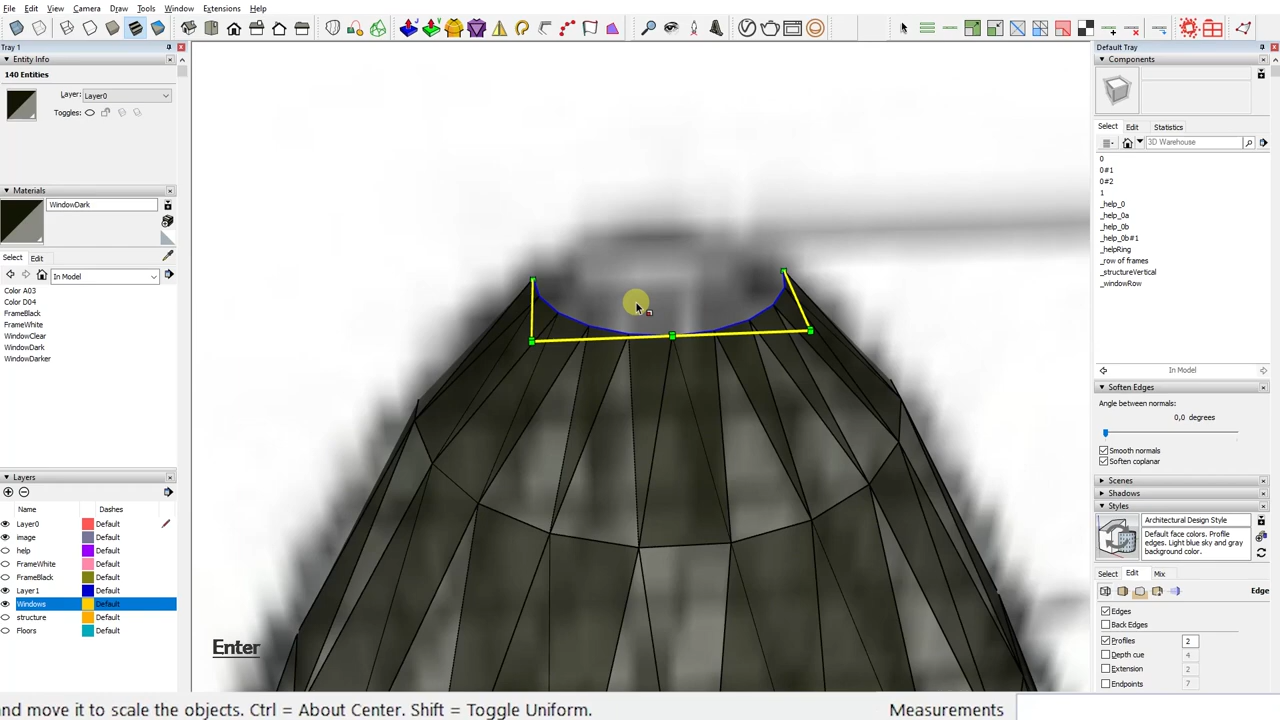 File Edit View Camera Draw Tools Window Extensions Help
Tray 1
Entity Info
140 Entities
Layer: Layer0
Toggles:
Materials
WindowDark
Select Edit
In Model
Color A03
Color D04
FrameBlack
FrameWhite
WindowClear
WindowDark
WindowDarker
Layers
Name Dashes
Layer0 Default
image Default
help Default
FrameWhite Default
FrameBlack Default
Layer1 Default
Windows Default
structure Default
Floors Default
Enter
Default Tray
Components
Select Edit Statistics
3D Warehouse
0
0#1
0#2
1
_help_0
_help_0a
_help_0b
_help_0b#1
_helpRing
_row of frames
_structureVertical
_windowRow
In Model
Soften Edges
Angle between normals:
0,0 degrees
Smooth normals
Soften coplanar
Scenes
Shadows
Styles
Architectural Design Style
Default face colors. Profile
edges. Light blue sky and gray
background color.
Select Edit Mix
Edge
Edges
Back Edges
Profiles 2
Depth cue 4
Extension 2
Endpoints 7
and move it to scale the objects. Ctrl = About Center. Shift = Toggle Uniform. Measurements